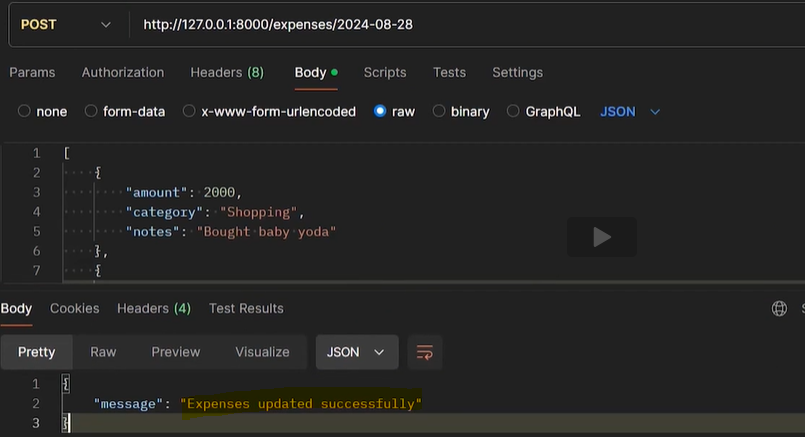 POST http://127.0.0.1:8000/expenses/2024-08-28
Params Authorization Headers (8) Body Scripts Tests Settings
none form-data x-www-form-urlencoded raw binary GraphQL JSON
1 [
2 {
3 "amount": 2000,
4 "category": "Shopping",
5 "notes": "Bought baby yoda"
6 },
7 {
Body Cookies Headers (4) Test Results
Pretty Raw Preview Visualize JSON
1 {
2 "message": "Expenses updated successfully"
3 }